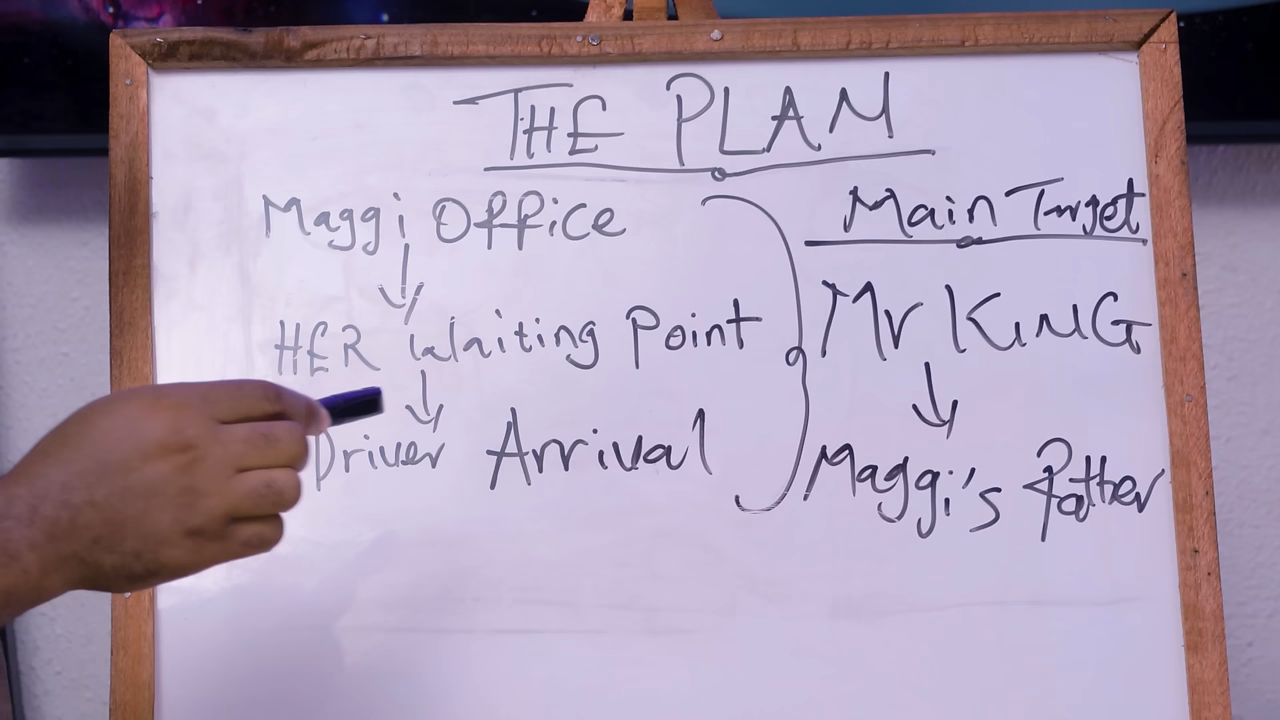 THE PLAN
Maggi Office
HER Waiting Point
Driver Arrival
Main Target
Mr KING
Maggi's Father